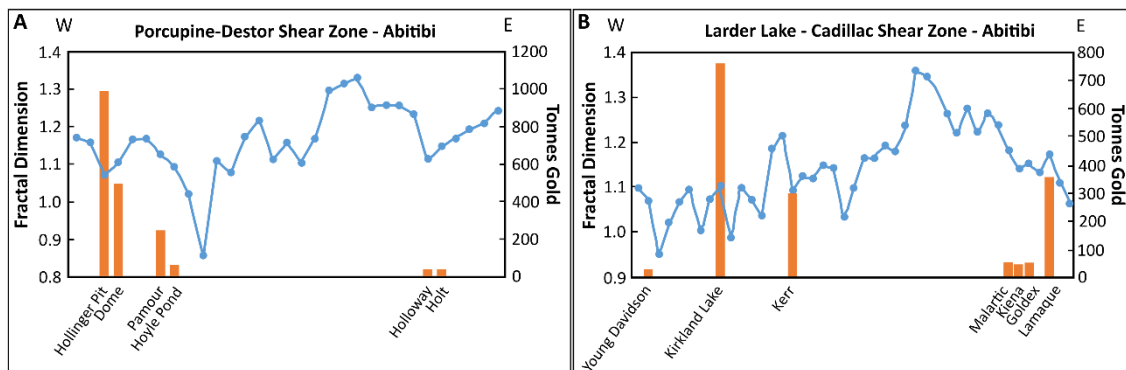 A
W
Porcupine-Destor Shear Zone - Abitibi
E
Fractal Dimension
1.4
1.3
1.2
1.1
1.0
0.9
0.8
1200
1000
800
600
400
200
0
Tonnes Gold
Hollinger Pit
Dome
Pamour
Hoyle Pond
Holloway
Holt
B
W
Larder Lake - Cadillac Shear Zone - Abitibi
E
Fractal Dimension
1.4
1.3
1.2
1.1
1.0
0.9
800
700
600
500
400
300
200
100
0
Tonnes Gold
Young Davidson
Kirkland Lake
Kerr
Malartic
Kiena
Goldex
Lamaque